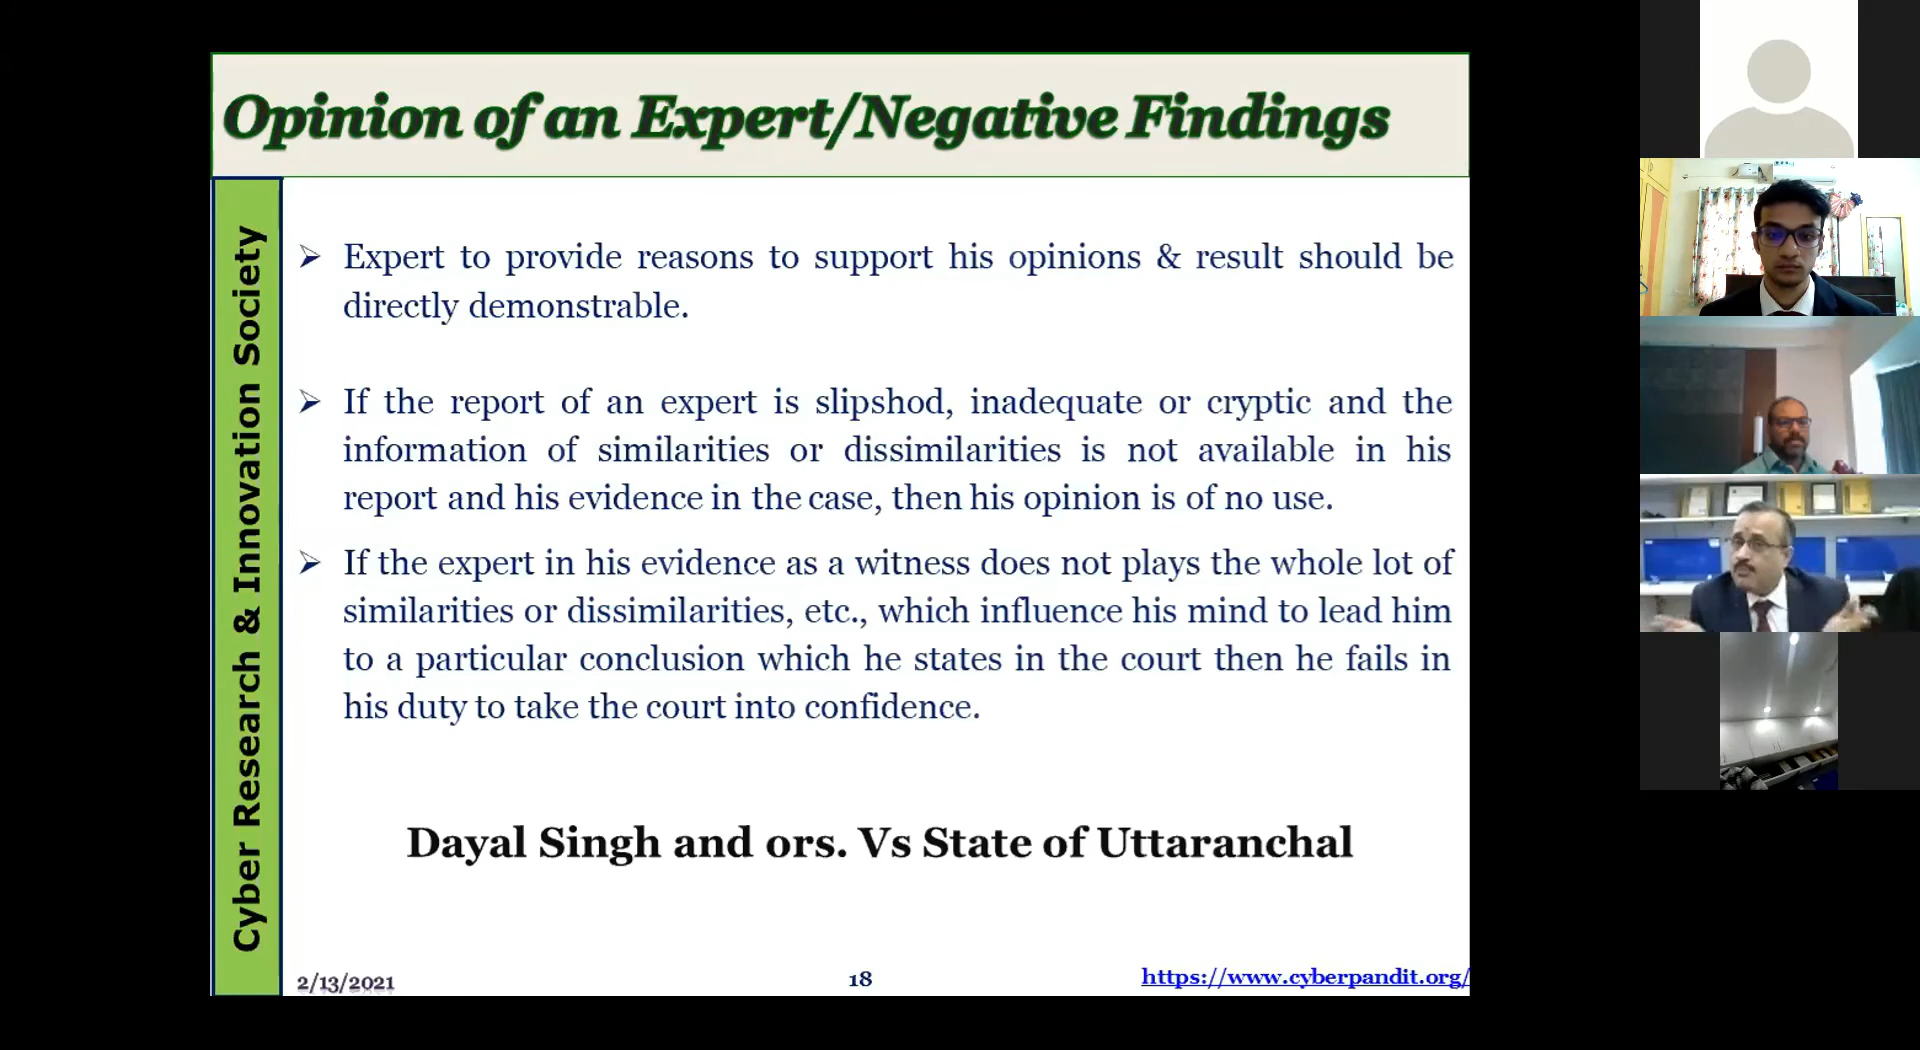 Opinion of an Expert/Negative Findings
Cyber Research & Innovation Society
➢ Expert to provide reasons to support his opinions & result should be
directly demonstrable.
➢ If the report of an expert is slipshod, inadequate or cryptic and the
information of similarities or dissimilarities is not available in his
report and his evidence in the case, then his opinion is of no use.
➢ If the expert in his evidence as a witness does not plays the whole lot of
similarities or dissimilarities, etc., which influence his mind to lead him
to a particular conclusion which he states in the court then he fails in
his duty to take the court into confidence.
Dayal Singh and ors. Vs State of Uttaranchal
2/13/2021
18
https://www.cyberpandit.org/